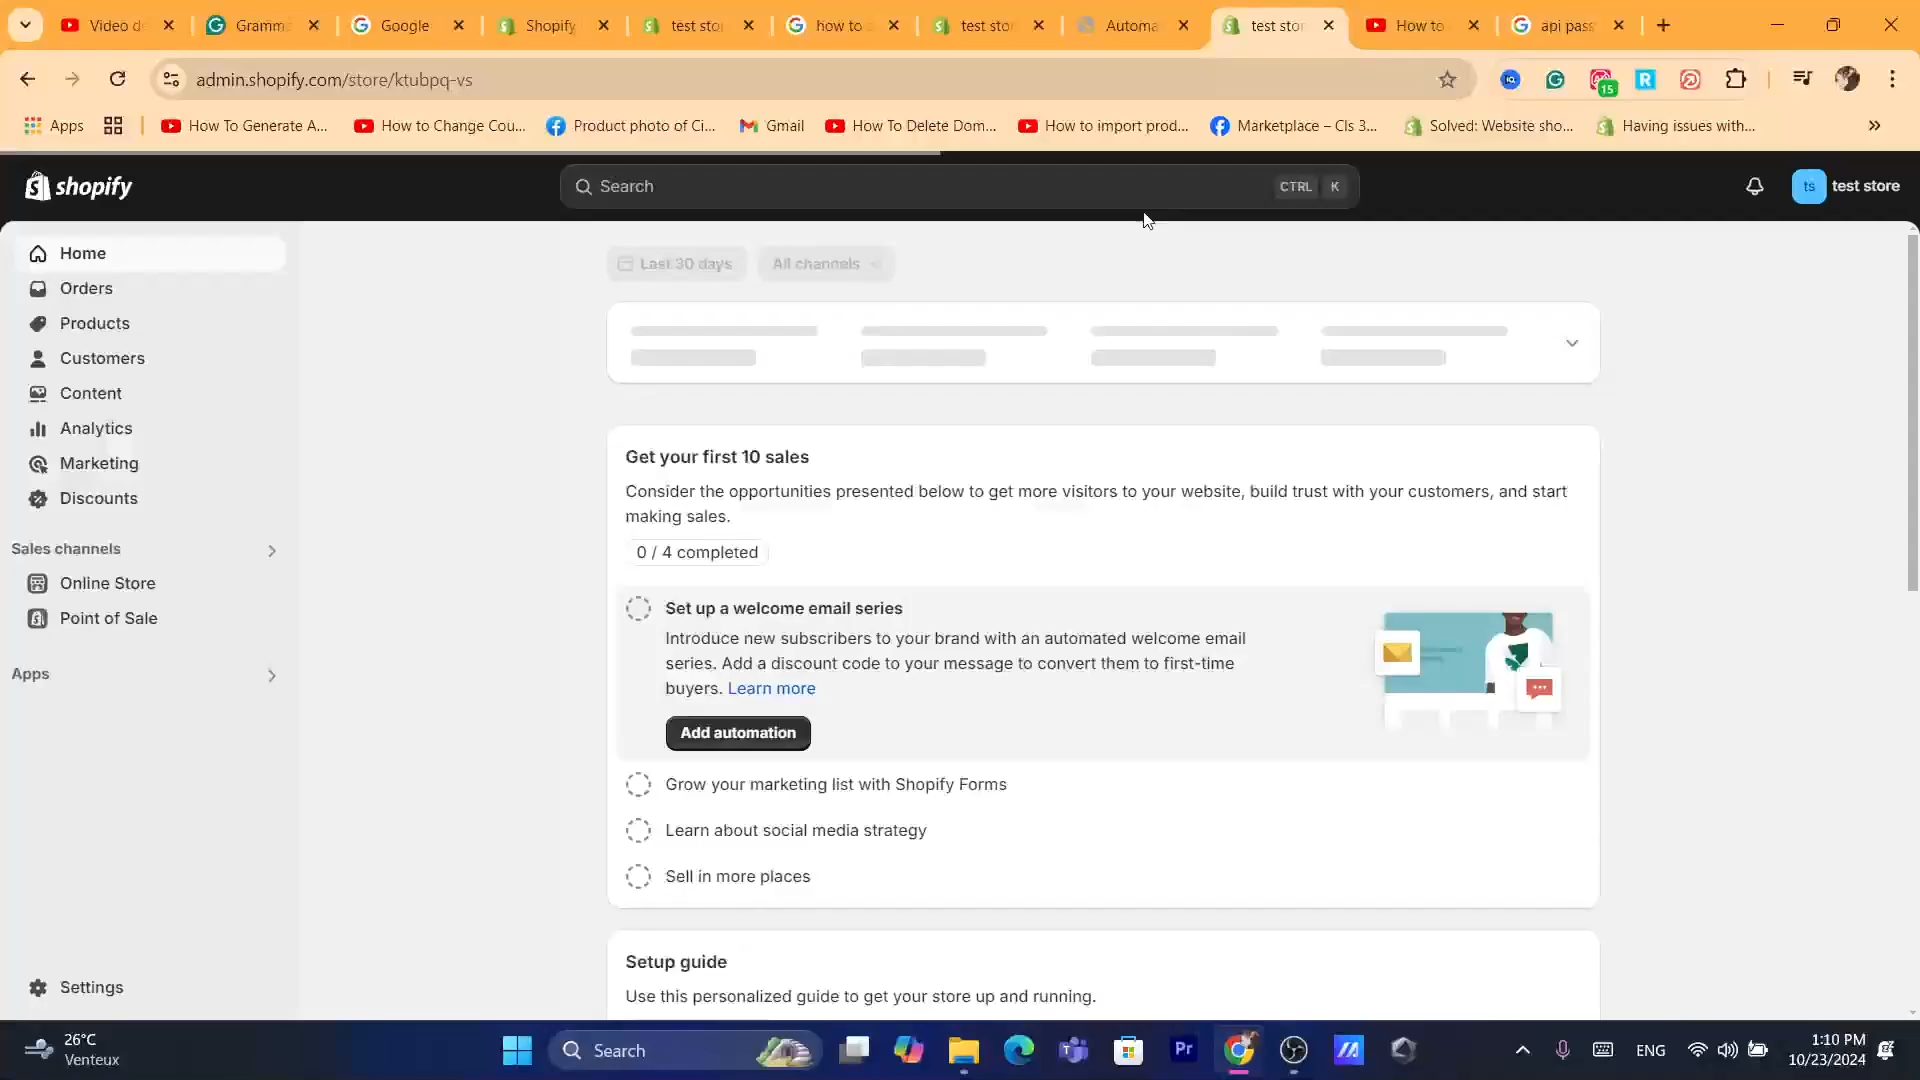 Video d
Gramm
Google
Shopify
test sto
how to
test sto
Automa
test stor
How to
api pas
admin.shopify.com/store/ktubpq-vs
15
Apps
How To Generate A...
How to Change Cou...
Product photo of Ci...
Gmail
How To Delete Dom...
How to import prod...
Marketplace – Cls 3...
Solved: Website sho...
Having issues with...
shopify
Search
CTRL K
ts
test store
Home
Orders
Products
Customers
Content
Analytics
Marketing
Discounts
Sales channels
Online Store
Point of Sale
Apps
Settings
Last 30 days
All channels
Get your first 10 sales
Consider the opportunities presented below to get more visitors to your website, build trust with your customers, and start
making sales.
0 / 4 completed
Set up a welcome email series
Introduce new subscribers to your brand with an automated welcome email
series. Add a discount code to your message to convert them to first-time
buyers. Learn more
Add automation
Grow your marketing list with Shopify Forms
Learn about social media strategy
Sell in more places
Setup guide
Use this personalized guide to get your store up and running.
26°C
Venteux
Search
Pr
ENG
1:10 PM
10/23/2024